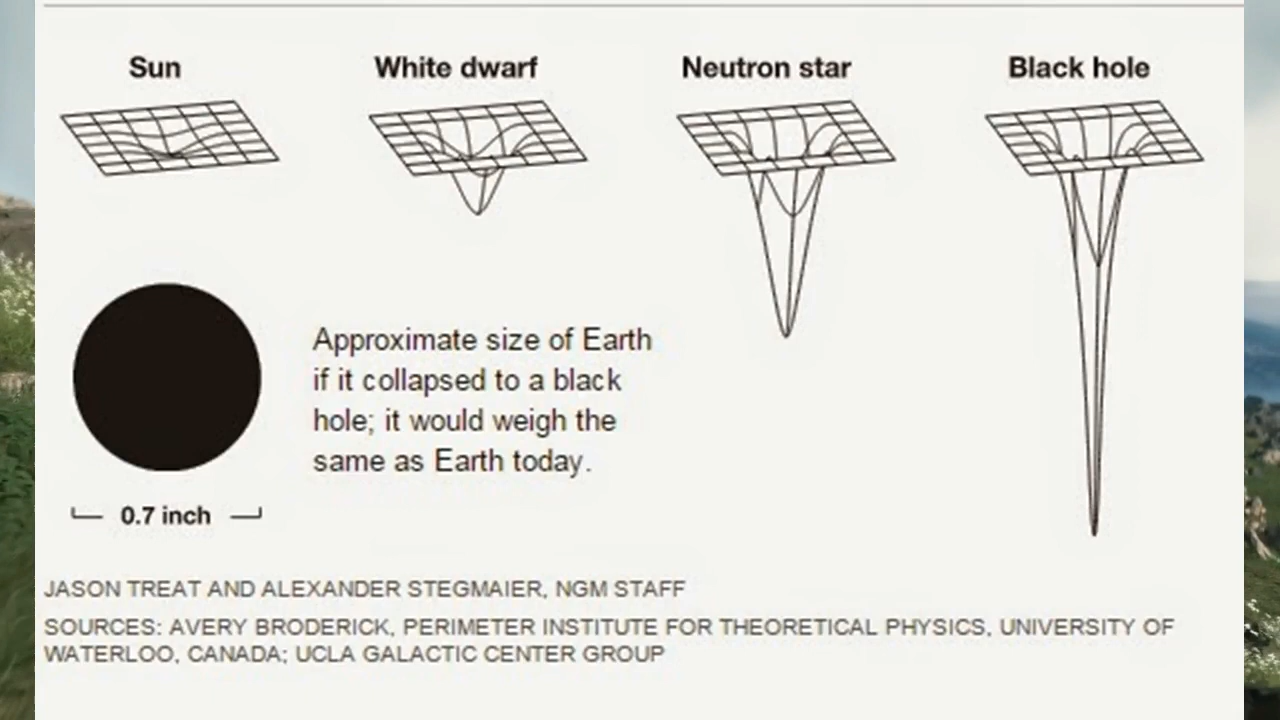 Sun
White dwarf
Neutron star
Black hole
Approximate size of Earth
if it collapsed to a black
hole; it would weigh the
same as Earth today.
0.7 inch
JASON TREAT AND ALEXANDER STEGMAIER, NGM STAFF
SOURCES: AVERY BRODERICK, PERIMETER INSTITUTE FOR THEORETICAL PHYSICS, UNIVERSITY OF
WATERLOO, CANADA; UCLA GALACTIC CENTER GROUP